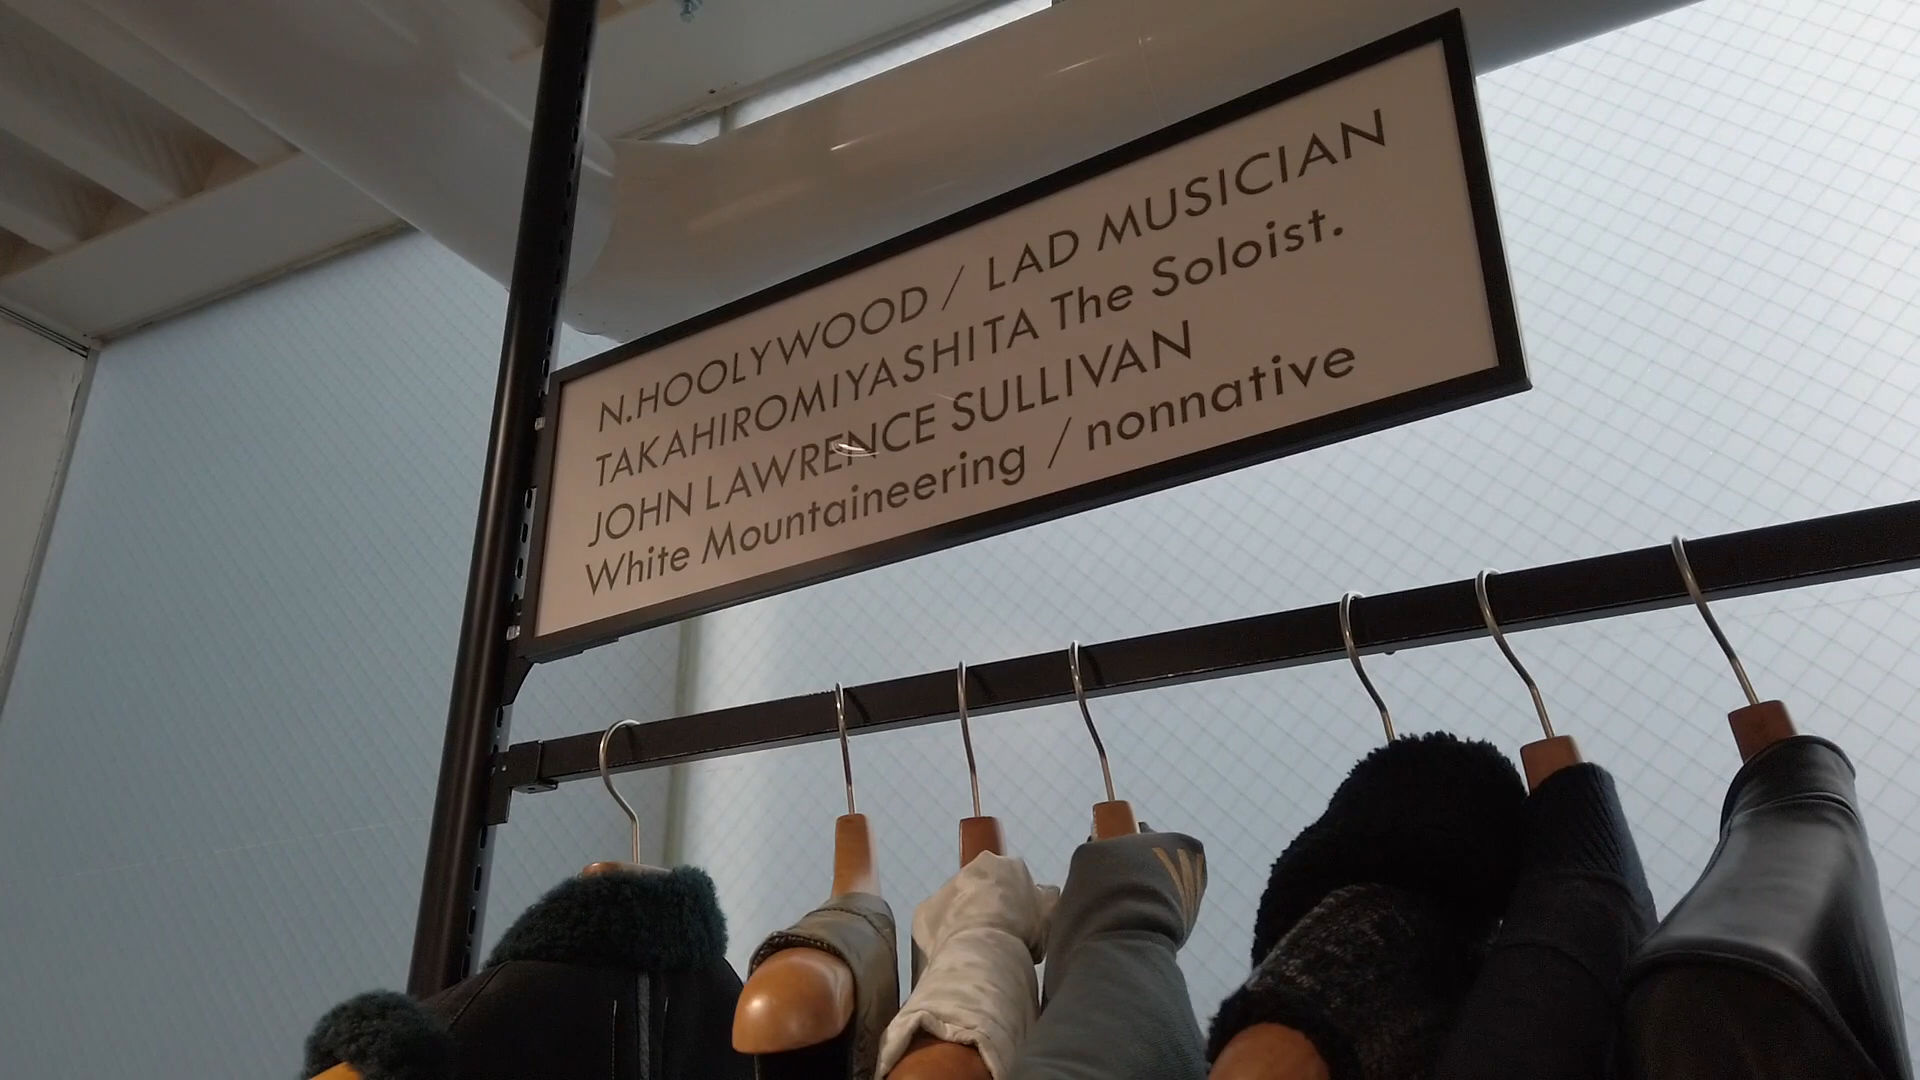 N.HOOLYWOOD / LAD MUSICIAN
TAKAHIROMIYASHITA The Soloist.
JOHN LAWRENCE SULLIVAN
White Mountaineering / nonnative